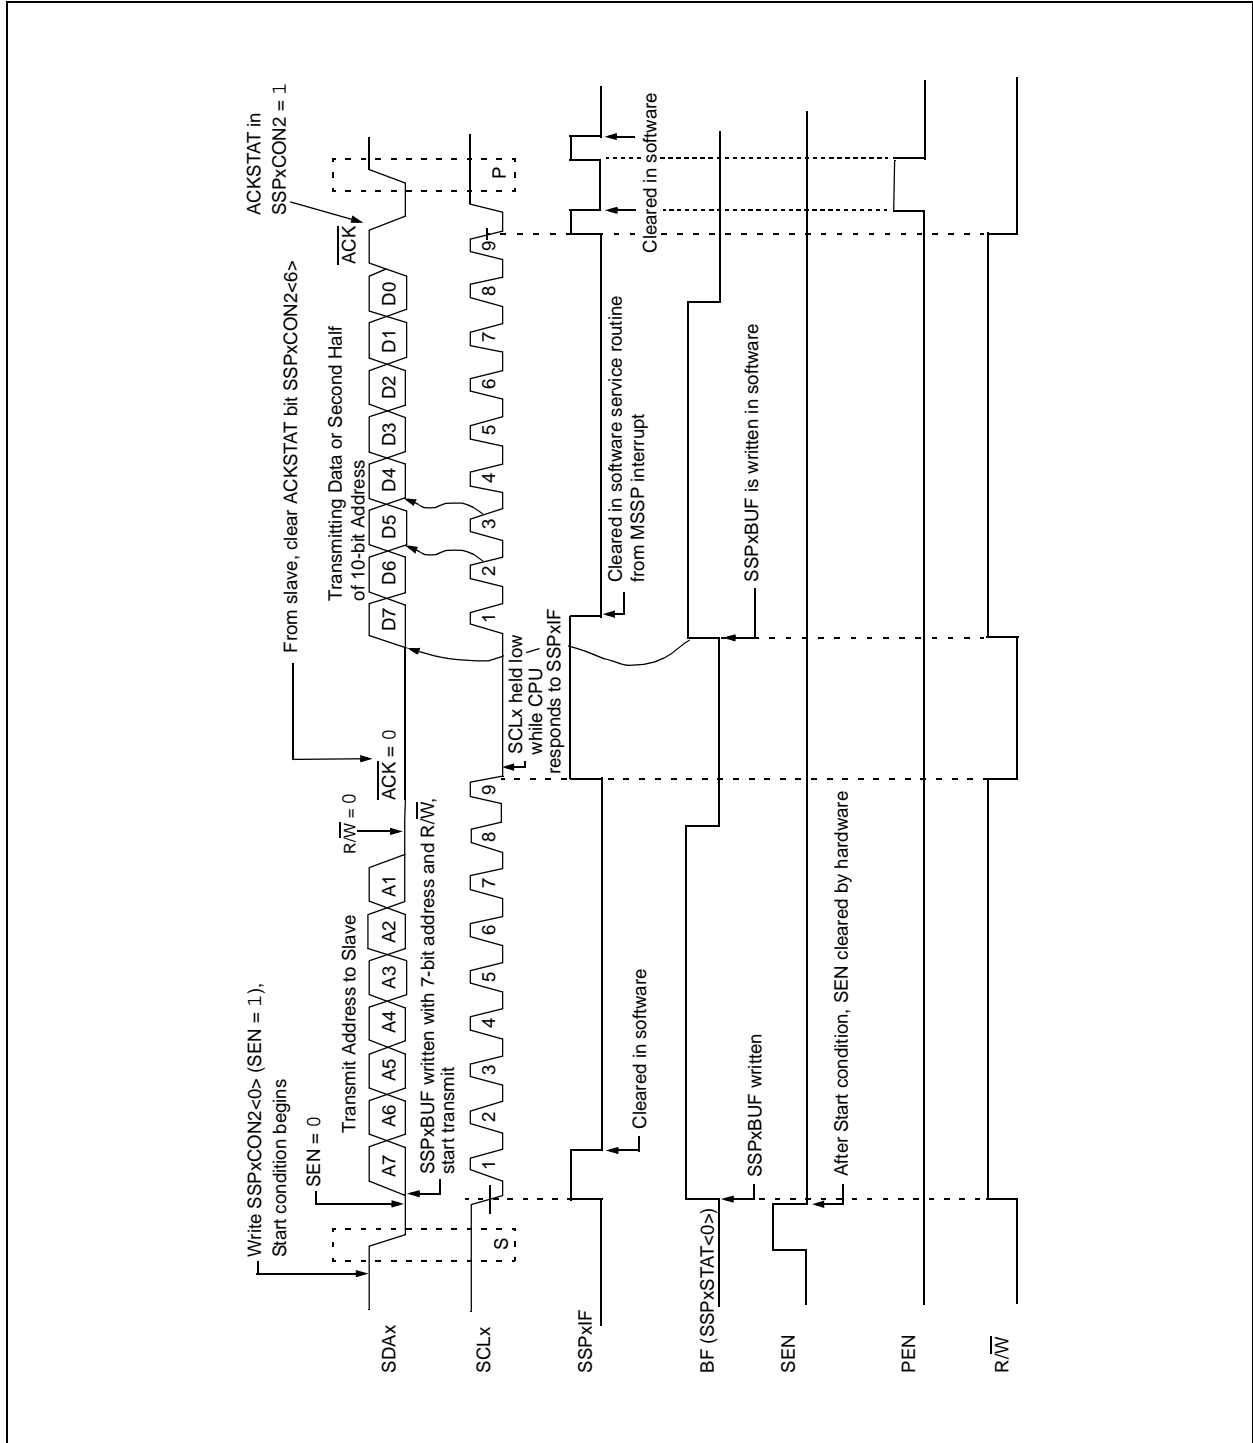 Write SSPxCON2<0> (SEN = 1),
Start condition begins
SEN = 0
From slave, clear ACKSTAT bit SSPxCON2<6>
ACKSTAT in
SSPxCON2 = 1
Transmit Address to Slave
R/W = 0
ACK = 0
Transmitting Data or Second Half
of 10-bit Address
ACK
SDAx
A7 A6 A5 A4 A3 A2 A1
D7 D6 D5 D4 D3 D2 D1 D0
SSPxBUF written with 7-bit address and R/W,
start transmit
SCLx
S
1 2 3 4 5 6 7 8 9
1 2 3 4 5 6 7 8 9
P
SCLx held low
while CPU
responds to SSPxIF
SSPxIF
Cleared in software
Cleared in software service routine
from MSSP interrupt
Cleared in software
BF (SSPxSTAT<0>)
SSPxBUF written
SSPxBUF is written in software
SEN
After Start condition, SEN cleared by hardware
PEN
R/W